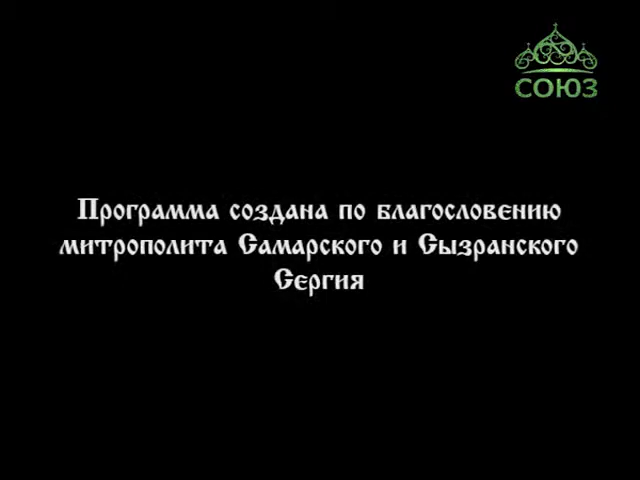 СОЮЗ
Программа создана по благословению
митрополита Самарского и Сызранского
Сергия